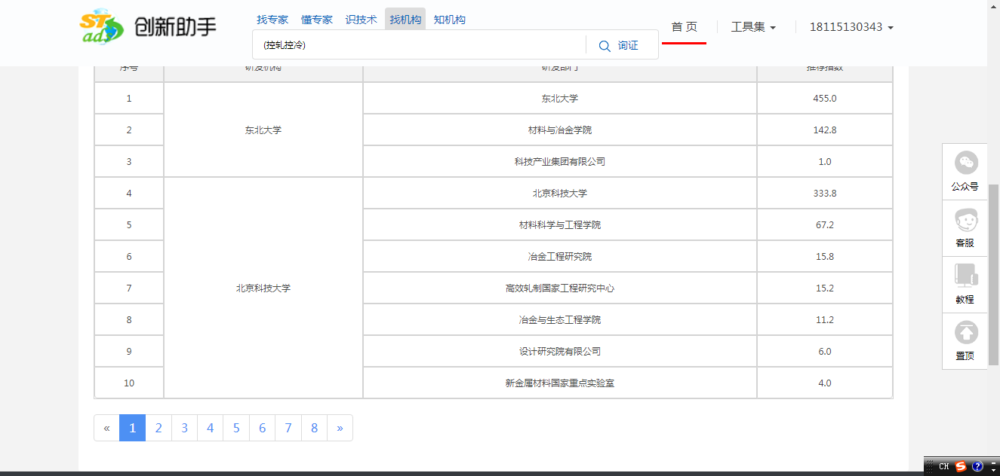 STad 创新助手
找专家 懂专家 识技术 找机构 知机构
(控轧控冷) 询证
首 页 工具集 18115130343
序号 研发机构 研发部门 推荐指数
1 东北大学 455.0
2 东北大学 材料与冶金学院 142.8
3 科技产业集团有限公司 1.0
4 北京科技大学 333.8
5 材料科学与工程学院 67.2
6 冶金工程研究院 15.8
7 北京科技大学 高效轧制国家工程研究中心 15.2
8 冶金与生态工程学院 11.2
9 设计研究院有限公司 6.0
10 新金属材料国家重点实验室 4.0
« 1 2 3 4 5 6 7 8 »
公众号
客服
教程
置顶
CH S ?